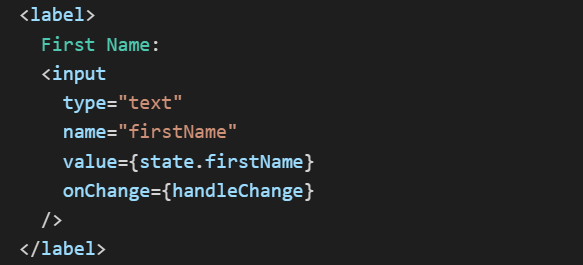 <label>
First Name:
<input
type="text"
name="firstName"
value={state.firstName}
onChange={handleChange}
/>
</label>